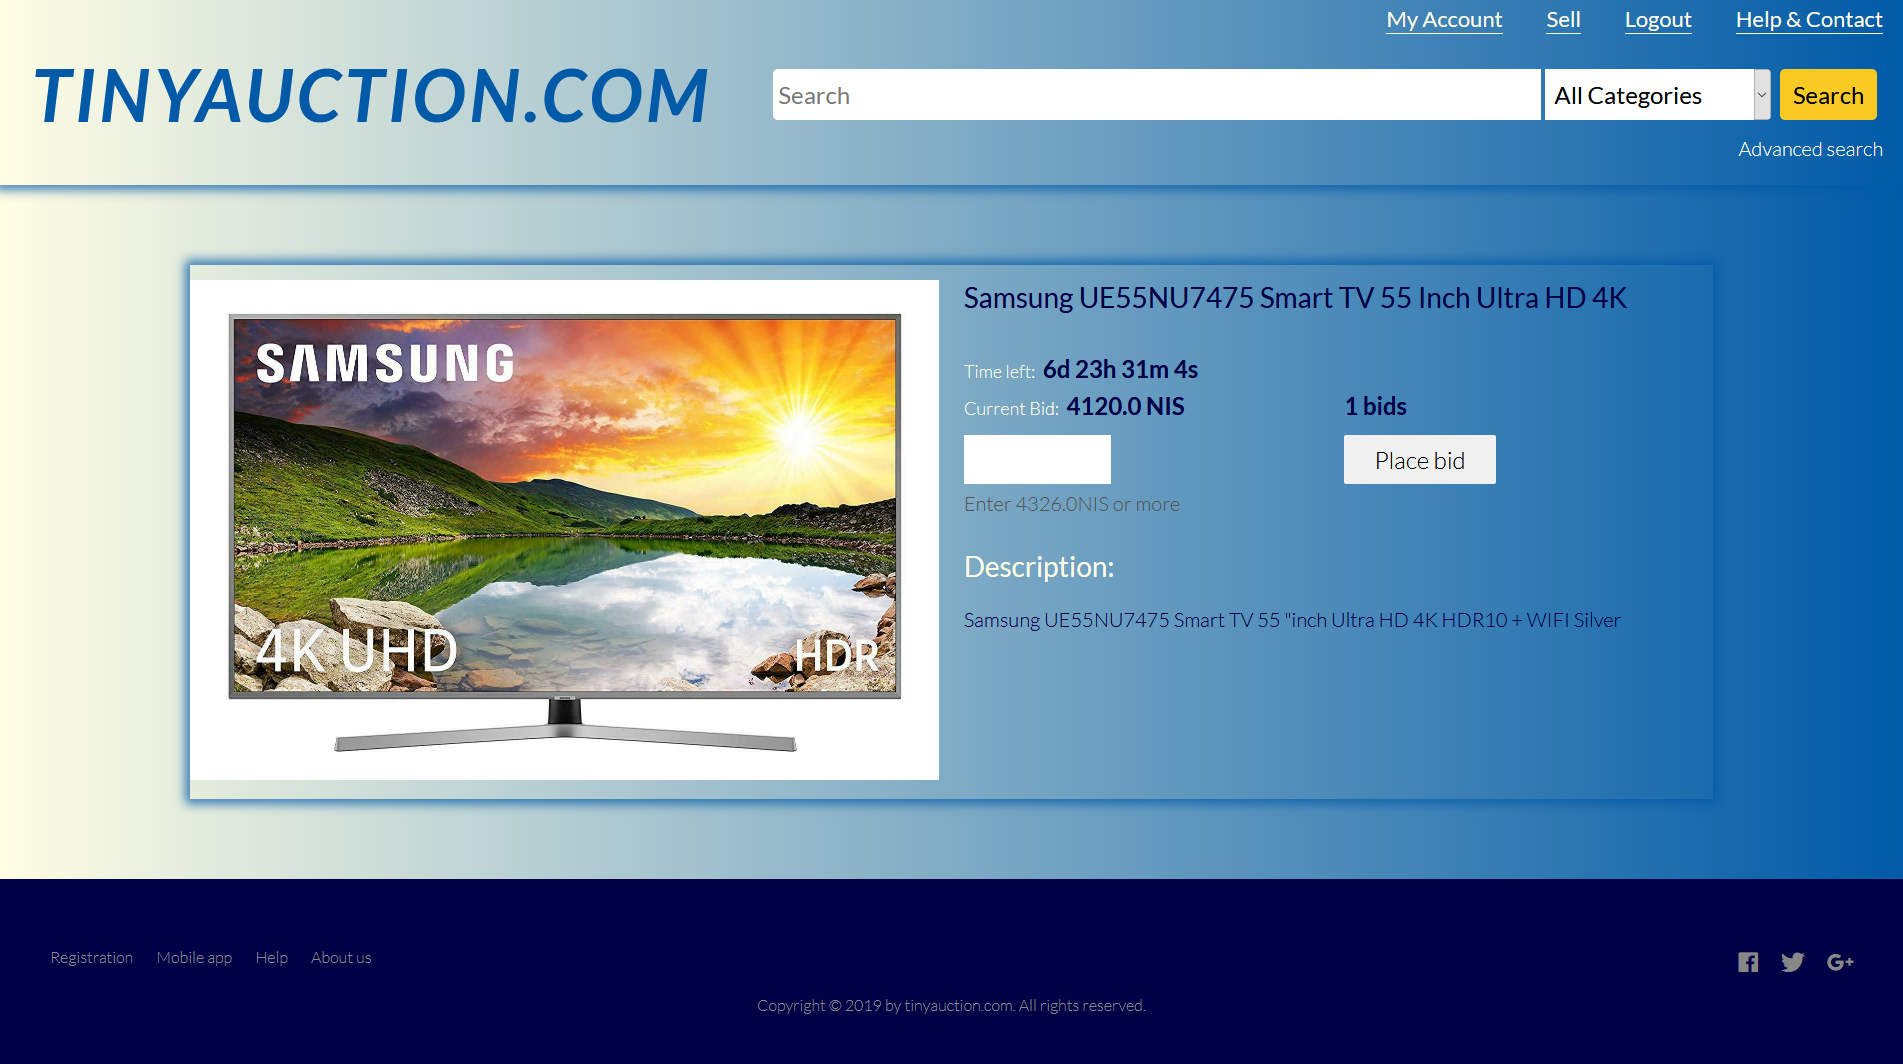 My Account Sell Logout Help & Contact
TINYAUCTION.COM
Search All Categories Search
Advanced search
Samsung UE55NU7475 Smart TV 55 Inch Ultra HD 4K
SAMSUNG
Time left: 6d 23h 31m 4s
Current Bid: 4120.0 NIS 1 bids
Place bid
Enter 4326.0NIS or more
Description:
Samsung UE55NU7475 Smart TV 55 "inch Ultra HD 4K HDR10 + WIFI Silver
4K UHD HDR
Registration Mobile app Help About us
G+
Copyright © 2019 by tinyauction.com. All rights reserved.